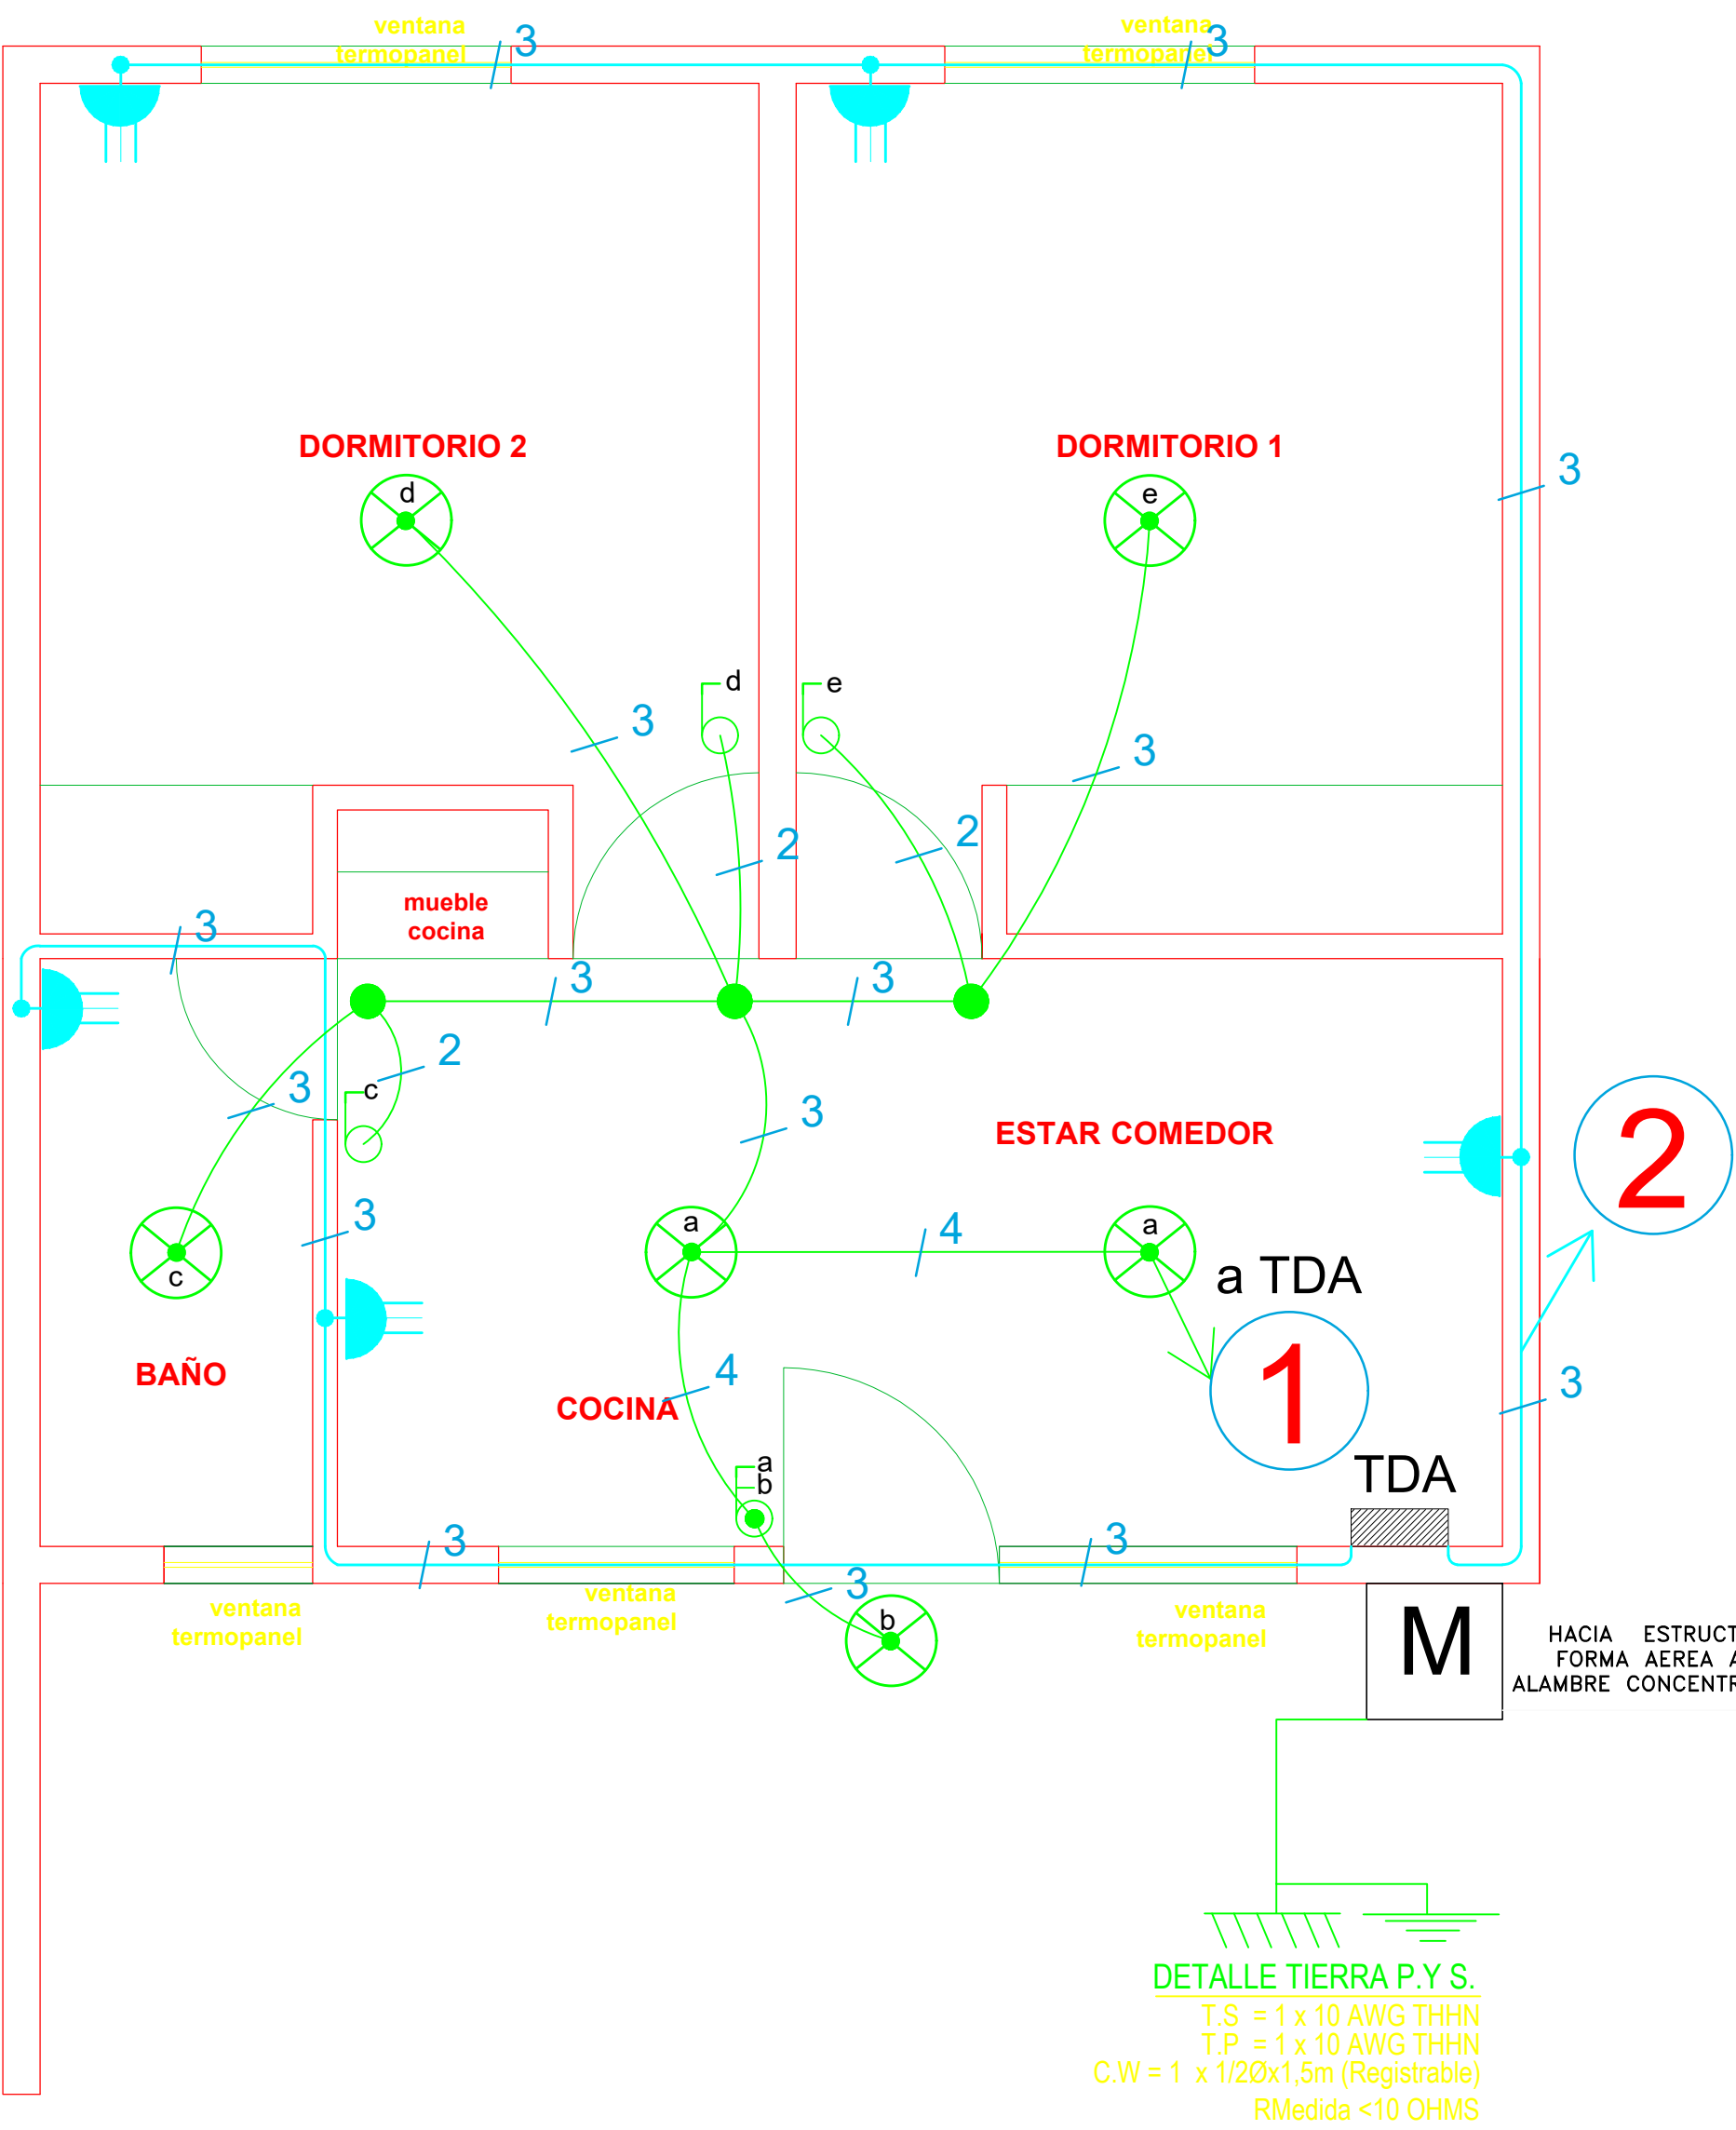 ventana
termopanel
3
ventana
termopanel
3
DORMITORIO 2
d
DORMITORIO 1
e
3
3
d
e
3
2
2
mueble
cocina
3
3
3
2
3
c
3
ESTAR COMEDOR
2
3
a
4
a
a TDA
c
1
BAÑO
4
COCINA
3
a
b
TDA
3
3
3
ventana
termopanel
ventana
termopanel
b
ventana
termopanel
M
HACIA ESTRUCT
FORMA AEREA A
ALAMBRE CONCENTR
DETALLE TIERRA P.Y S.
T.S = 1 x 10 AWG THHN
T.P = 1 x 10 AWG THHN
C.W = 1 x 1/2Øx1,5m (Registrable)
RMedida <10 OHMS